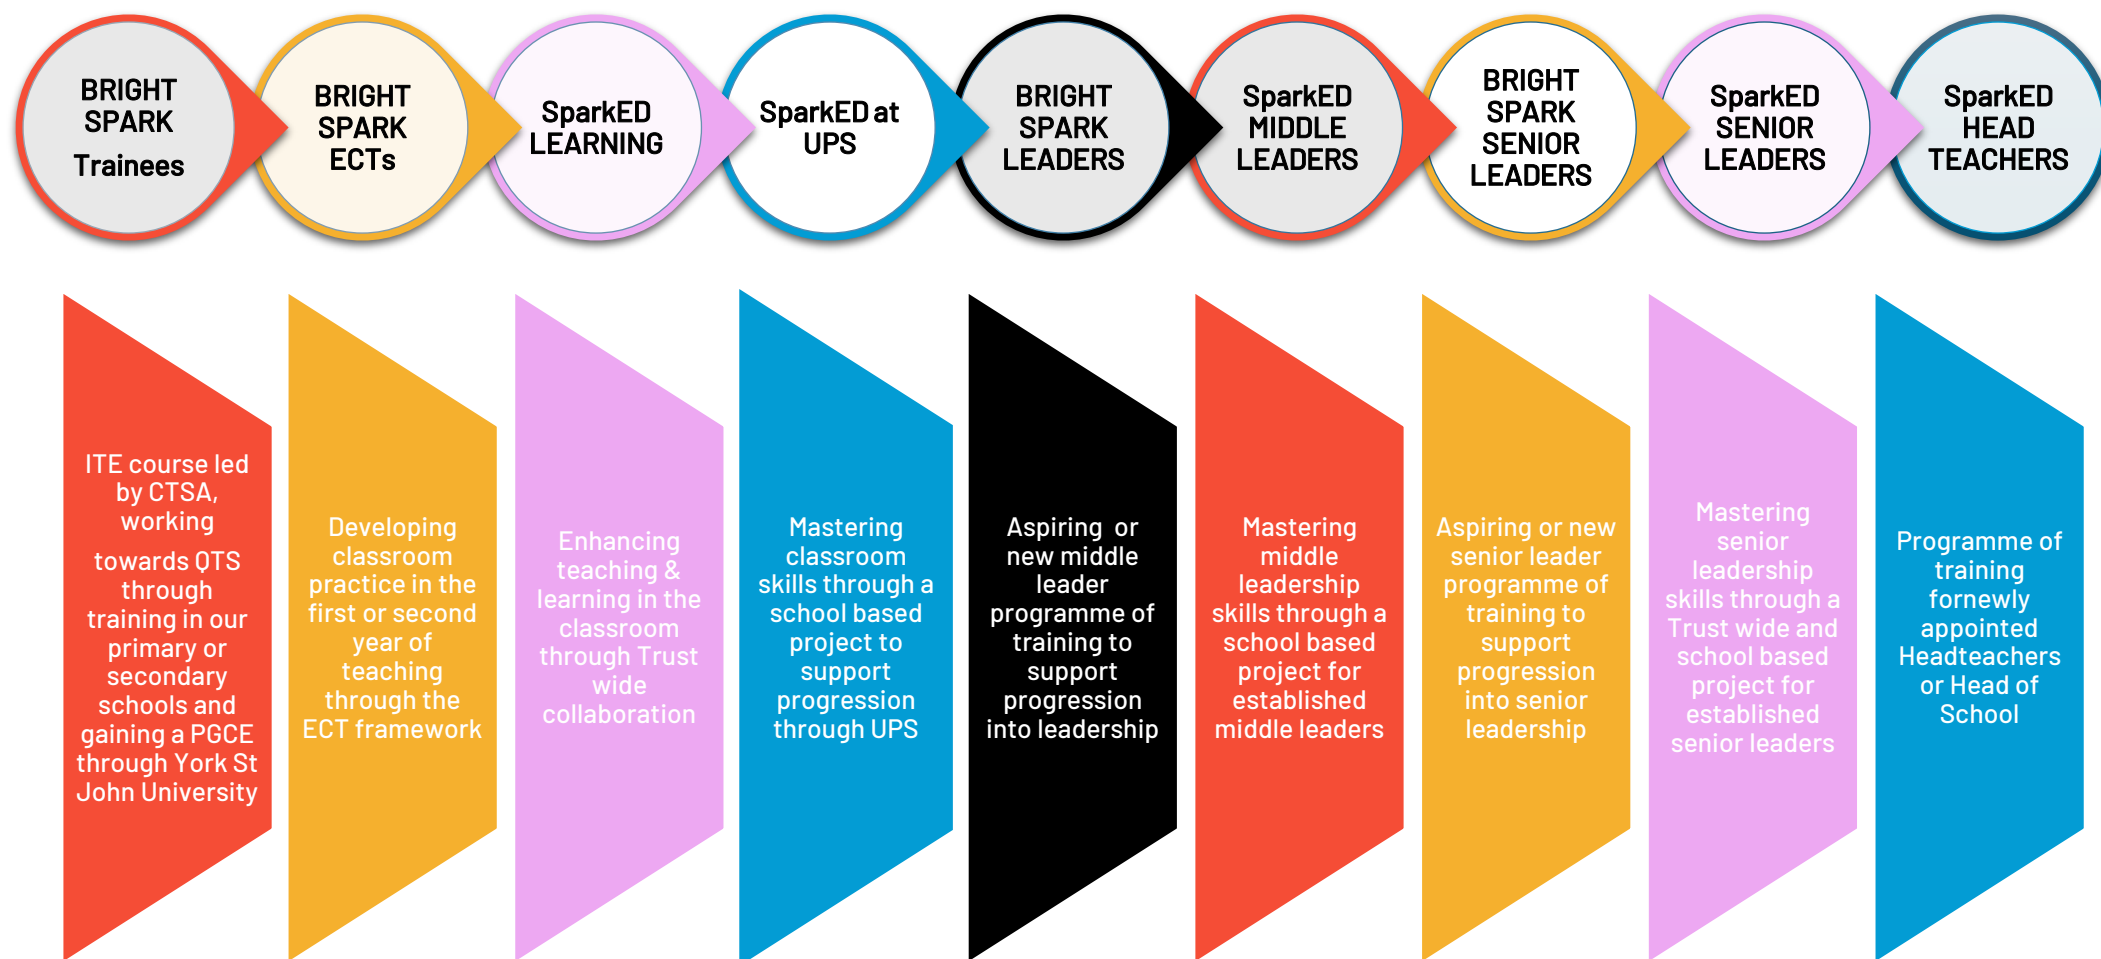 BRIGHT
SPARK
Trainees
BRIGHT
SPARK
ECTs
SparkED
LEARNING
SparkED at
UPS
BRIGHT
SPARK
LEADERS
SparkED
MIDDLE
LEADERS
BRIGHT
SPARK
SENIOR
LEADERS
SparkED
SENIOR
LEADERS
SparkED
HEAD
TEACHERS
ITE course led
by CTSA,
working
towards QTS
through
training in our
primary or
secondary
schools and
gaining a PGCE
through York St
John University
Developing
classroom
practice in the
first or second
year of
teaching
through the
ECT framework
Enhancing
teaching &
learning in the
classroom
through Trust
wide
collaboration
Mastering
classroom
skills through a
school based
project to
support
progression
through UPS
Aspiring  or
new middle
leader
programme of
training to
support
progression
into leadership
Mastering
middle
leadership
skills through a
school based
project for
established
middle leaders
Aspiring or new
senior leader
programme of
training to
support
progression
into senior
leadership
Mastering
senior
leadership
skills through a
Trust wide and
school based
project for
established
senior leaders
Programme of
training
fornewly
appointed
Headteachers
or Head of
School